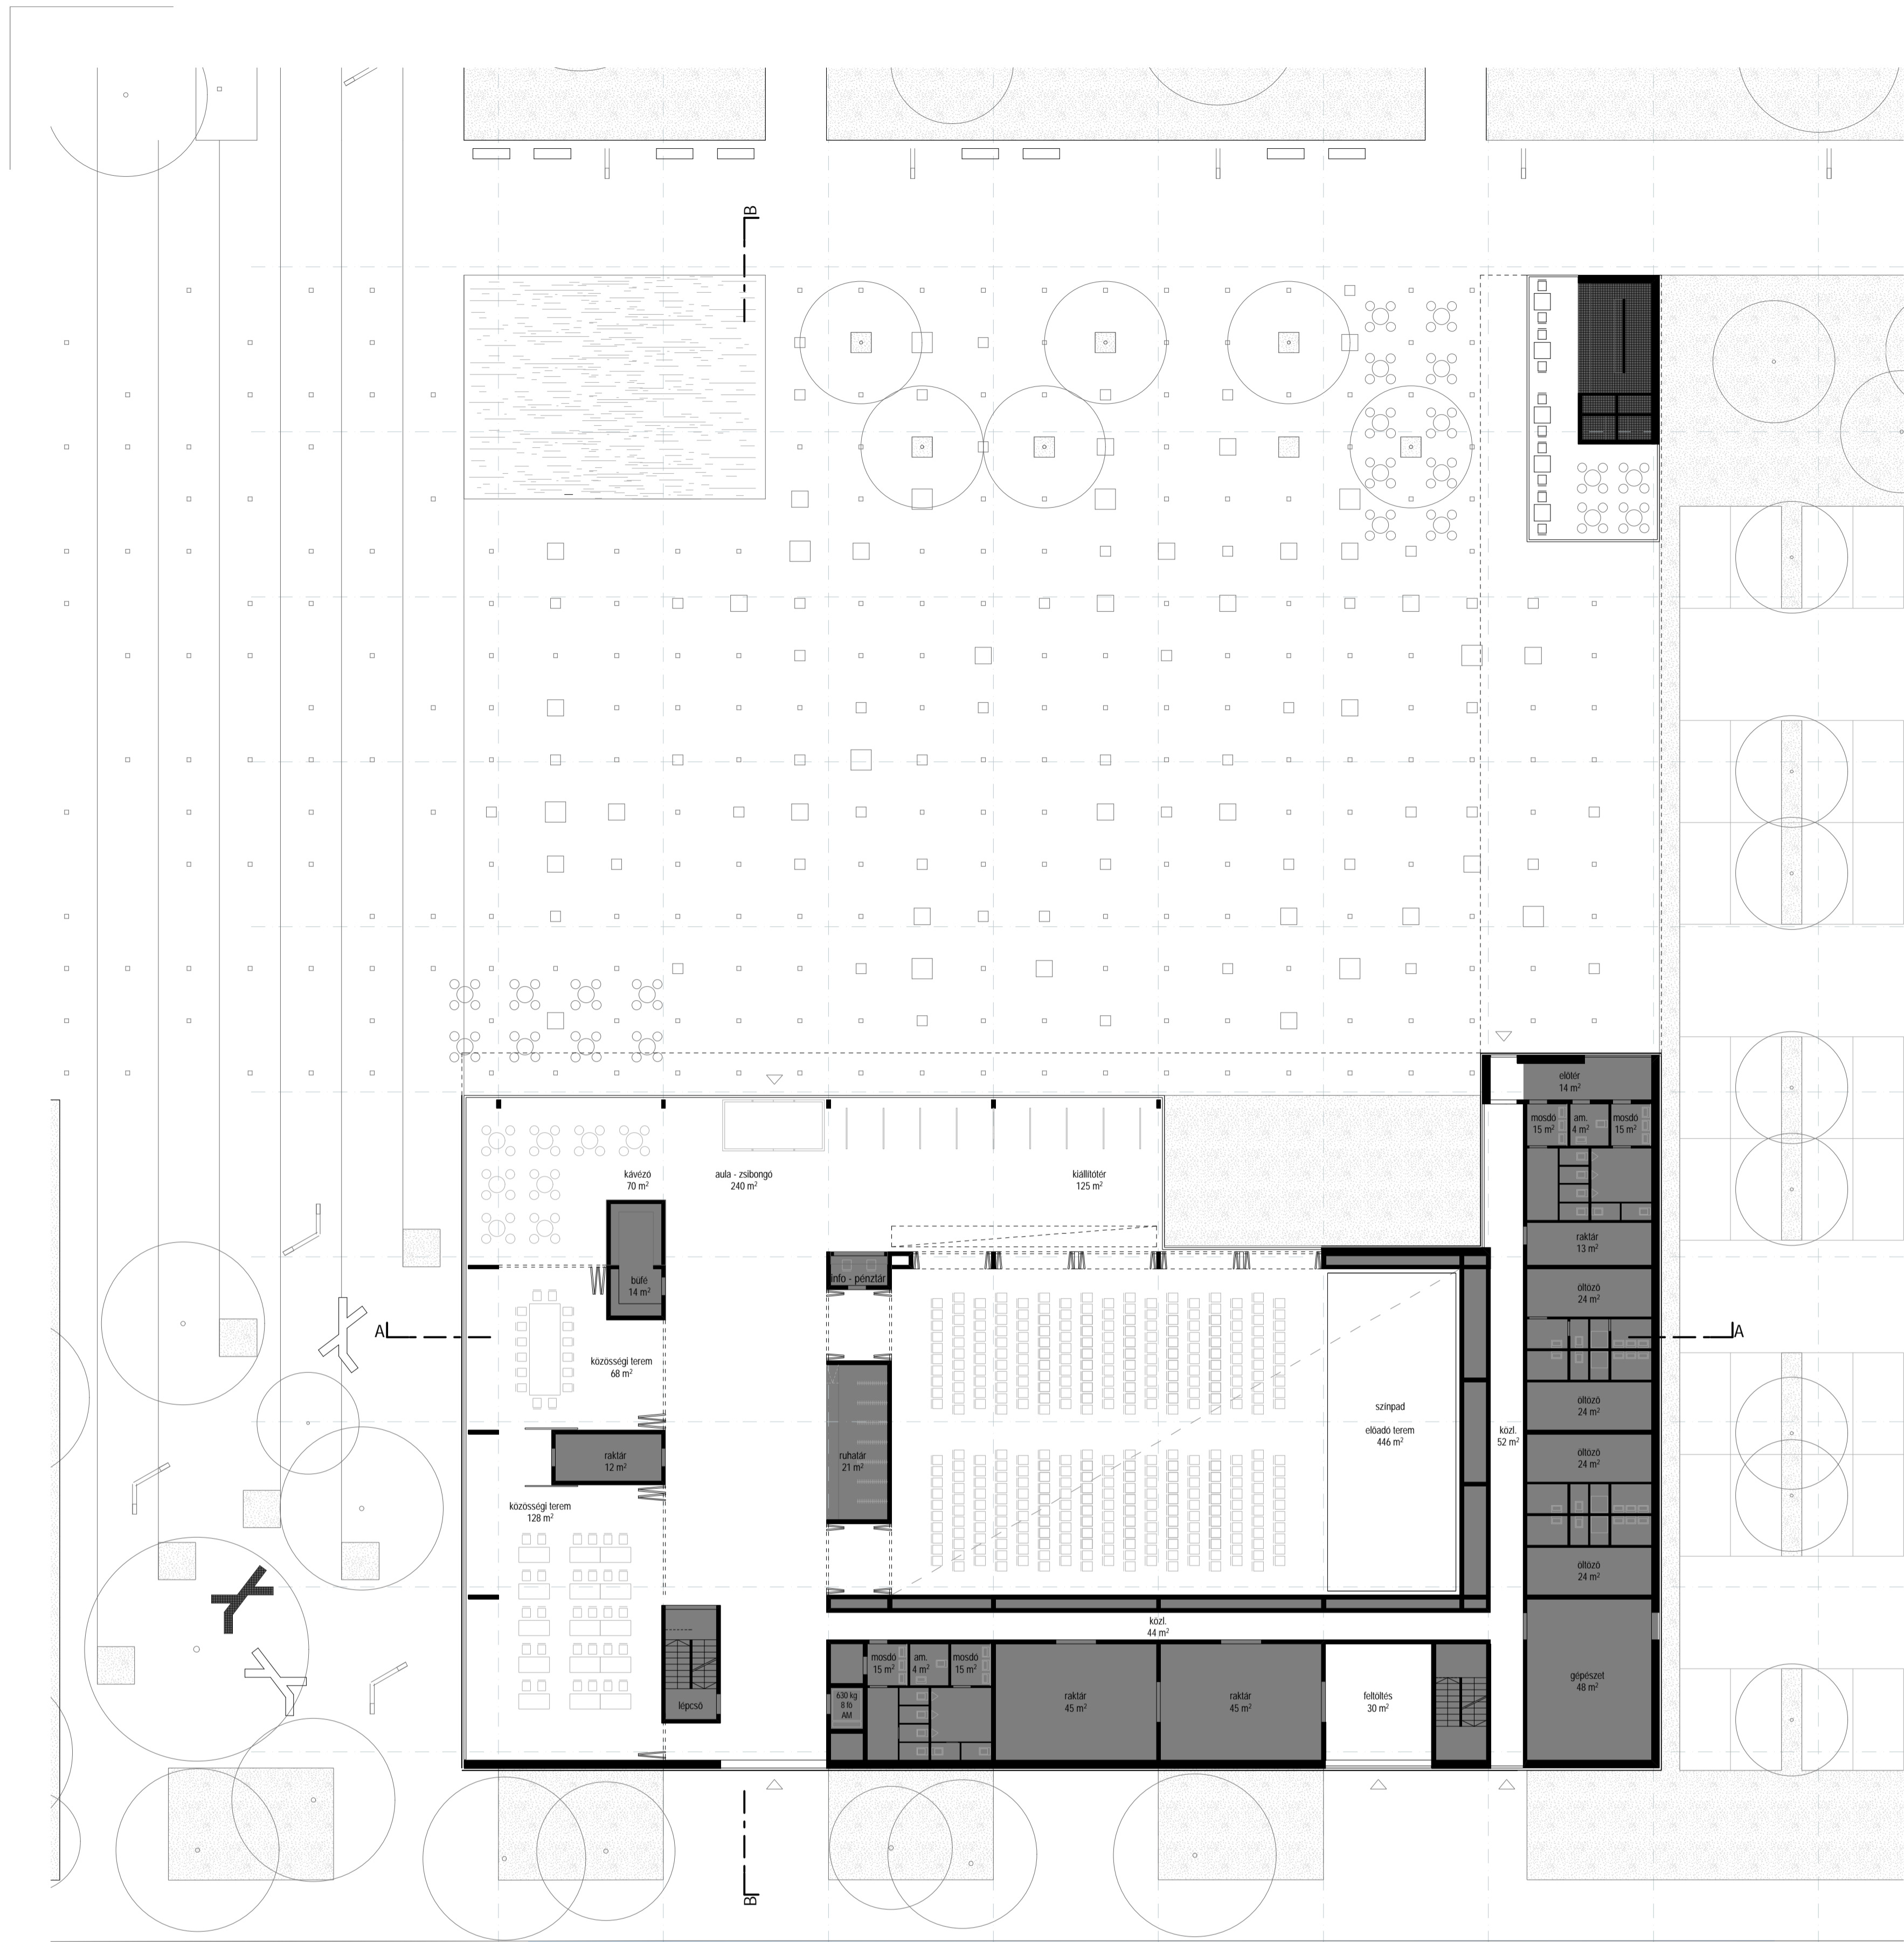 B
előtér
14 m²
mosdó
15 m²
am.
4 m²
mosdó
15 m²
kávézó
70 m²
aula - zsibongó
240 m²
kiállítótér
125 m²
raktár
13 m²
info - pénztár
büfé
14 m²
öltöző
24 m²
A
A
közösségi terem
68 m²
öltöző
24 m²
színpad
előadó terem
446 m²
közl.
52 m²
raktár
12 m²
ruhatár
21 m²
öltöző
24 m²
közösségi terem
128 m²
öltöző
24 m²
közl.
44 m²
mosdó
15 m²
am.
4 m²
mosdó
15 m²
gépészet
48 m²
630 kg
8 fő
AM
raktár
45 m²
raktár
45 m²
feltöltés
30 m²
lépcső
B